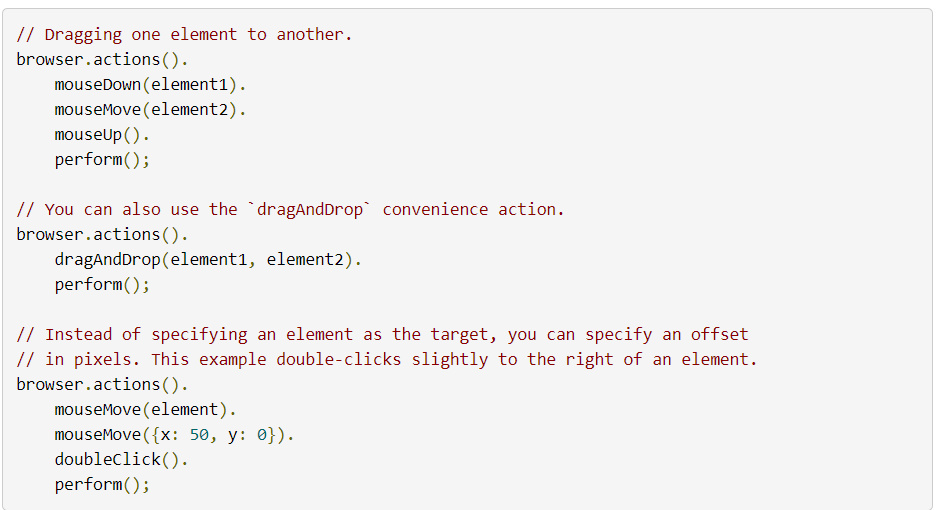 // Dragging one element to another.
browser.actions().
    mouseDown(element1).
    mouseMove(element2).
    mouseUp().
    perform();

// You can also use the `dragAndDrop` convenience action.
browser.actions().
    dragAndDrop(element1, element2).
    perform();

// Instead of specifying an element as the target, you can specify an offset
// in pixels. This example double-clicks slightly to the right of an element.
browser.actions().
    mouseMove(element).
    mouseMove({x: 50, y: 0}).
    doubleClick().
    perform();